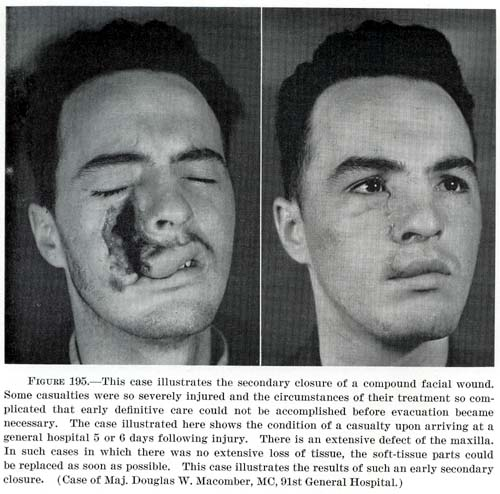 FIGURE 195.—This case illustrates the secondary closure of a compound facial wound.
Some casualties were so severely injured and the circumstances of their treatment so com-
plicated that early definitive care could not be accomplished before evacuation became
necessary. The case illustrated here shows the condition of a casualty upon arriving at a
general hospital 5 or 6 days following injury. There is an extensive defect of the maxilla.
In such cases in which there was no extensive loss of tissue, the soft-tissue parts could
be replaced as soon as possible. This case illustrates the results of such an early secondary
closure. (Case of Maj. Douglas W. Macomber, MC, 91st General Hospital.)